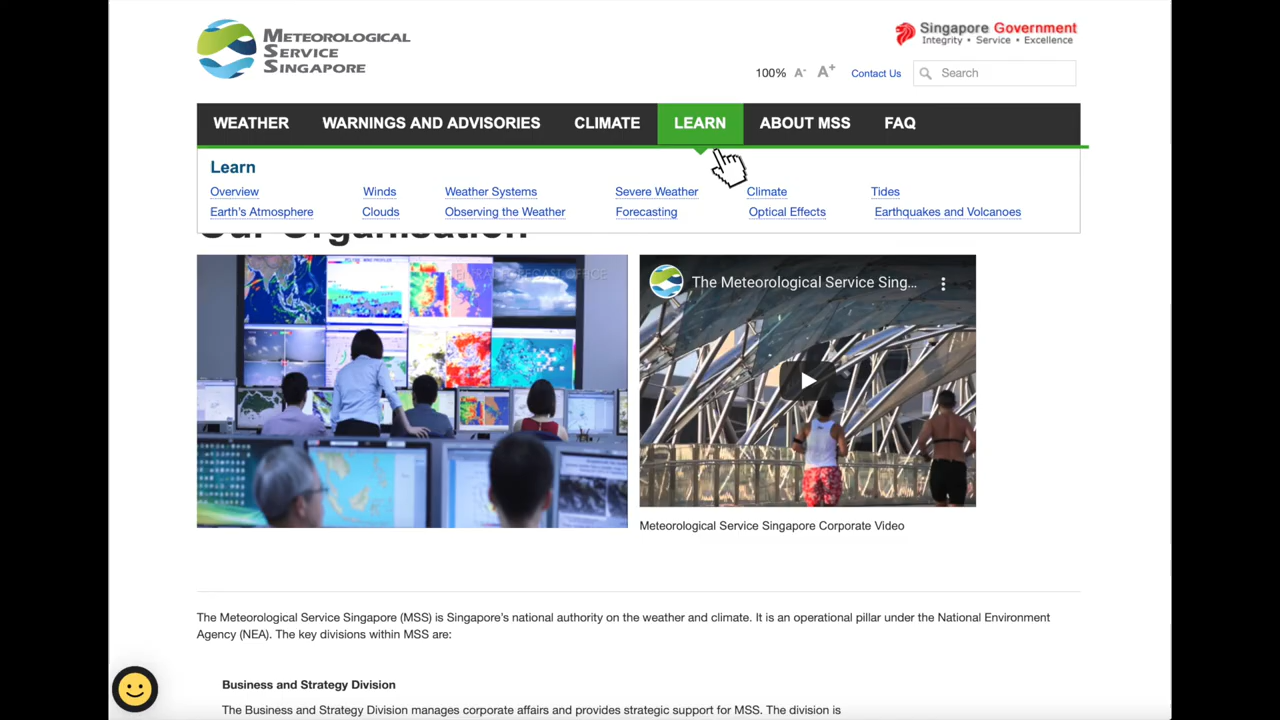 METEOROLOGICAL
SERVICE
SINGAPORE
Singapore Government
Integrity • Service • Excellence
100% A- A+ Contact Us Search
WEATHER WARNINGS AND ADVISORIES CLIMATE LEARN ABOUT MSS FAQ
Learn
Overview Winds Weather Systems Severe Weather Climate Tides
Earth's Atmosphere Clouds Observing the Weather Forecasting Optical Effects Earthquakes and Volcanoes
Our Organisation
The Meteorological Service Sing...
Meteorological Service Singapore Corporate Video
The Meteorological Service Singapore (MSS) is Singapore's national authority on the weather and climate. It is an operational pillar under the National Environment
Agency (NEA). The key divisions within MSS are:
Business and Strategy Division
The Business and Strategy Division manages corporate affairs and provides strategic support for MSS. The division is